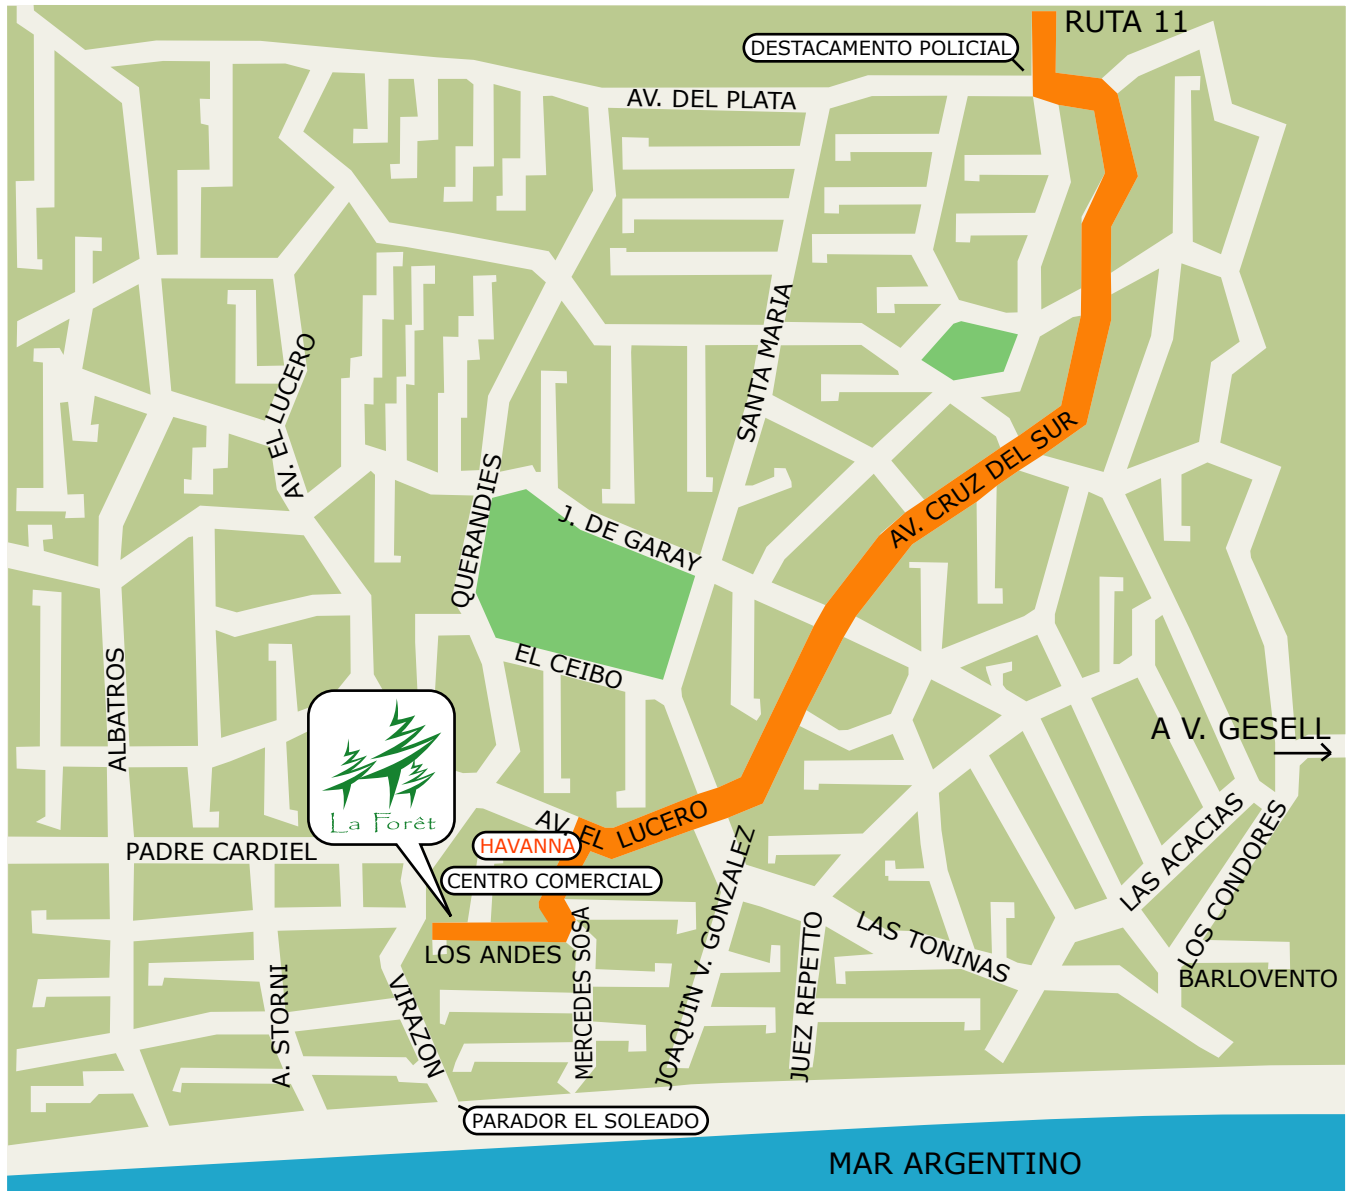 RUTA 11
DESTACAMENTO POLICIAL
AV. DEL PLATA
SANTA MARIA
AV. EL LUCERO
AV. CRUZ DEL SUR
QUERANDIES
J. DE GARAY
EL CEIBO
ALBATROS
A V. GESELL
La Forêt
AV. EL LUCERO
HAVANNA
PADRE CARDIEL
CENTRO COMERCIAL
LAS ACACIAS
LOS CONDORES
JOAQUIN V. GONZALEZ
MERCEDES SOSA
JUEZ REPETTO
LAS TONINAS
LOS ANDES
BARLOVENTO
A. STORNI
VIRAZON
PARADOR EL SOLEADO
MAR ARGENTINO